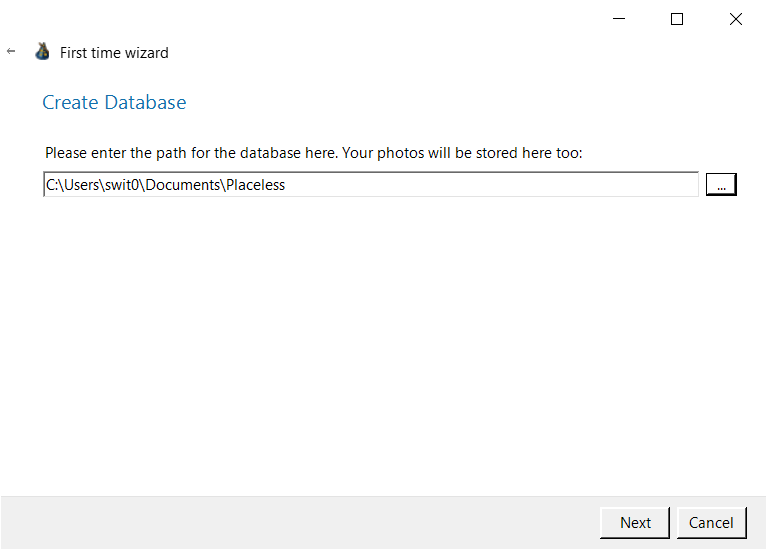 First time wizard
Create Database
Please enter the path for the database here. Your photos will be stored here too:
C:\Users\swit0\Documents\Placeless
...
Next
Cancel